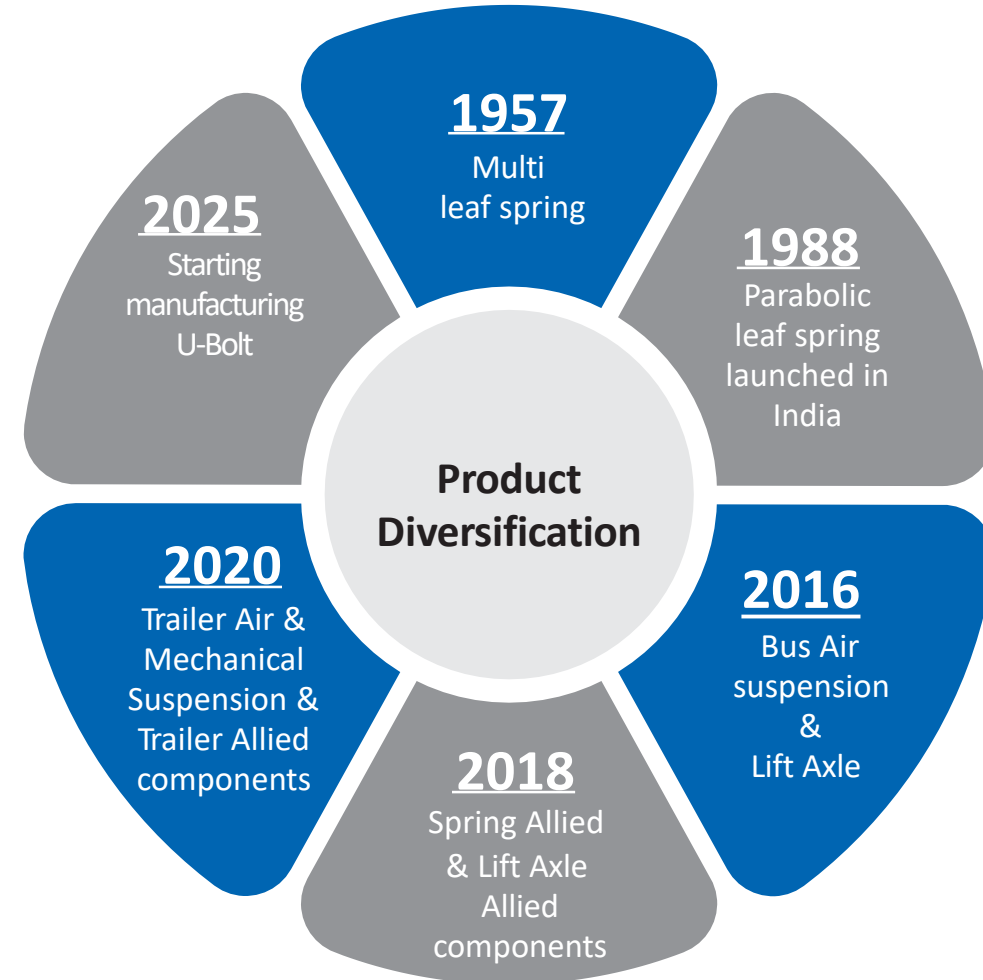 1957
Multi
leaf spring
1988
Parabolic
leaf spring
launched in
India
2016
Bus Air
suspension
&
Lift Axle
2018
Spring Allied
& Lift Axle
Allied
components
2020
Trailer Air &
Mechanical
Suspension &
Trailer Allied
components
2025
Starting
manufacturing
U-Bolt
Product
Diversification